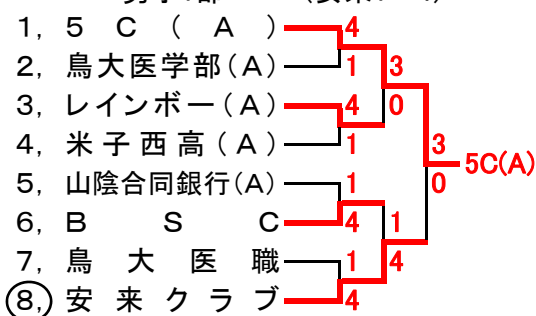 1, 5C(A) 4
2, 鳥大医学部(A) 1 3
3, レインボー(A) 4 0
4, 米子西高(A) 1 3
5C(A)
5, 山陰合同銀行(A) 1 0
6, BSC 4 1
7, 鳥大医職 1 4
8, 安来クラブ 4